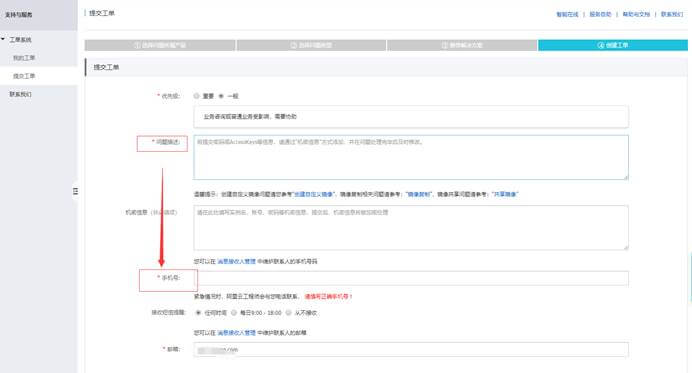 支持与服务
提交工单
智能在线 | 服务自助 | 帮助与文档 | 联系我们
工单系统
我的工单
提交工单
联系我们
① 选择问题所属产品
② 选择问题类型
③ 推荐解决方案
④ 创建工单
提交工单
* 优先级: 重要 一般
业务咨询或普通业务受影响，需要协助
* 问题描述:
需提交密码或AccessKeys等信息，请通过"机密信息"方式添加，并在问题处理完毕后及时修改。
温馨提示：创建自定义镜像问题请您参考"创建自定义镜像"，镜像复制相关问题请参考："镜像复制"，镜像共享问题请参考："共享镜像"
机密信息
请在此处填写实例名、账号、密码等机密信息，提交后，机密信息将做加密处理
您可以在 消息接收人管理 中维护联系人的手机号码
* 手机号:
紧急情况时，阿里云工程师会与您电话联系，请填写正确手机号！
接收短信提醒: 任何时间 每日9:00 - 18:00 从不接收
您可以在 消息接收人管理 中维护联系人的邮箱
* 邮箱: